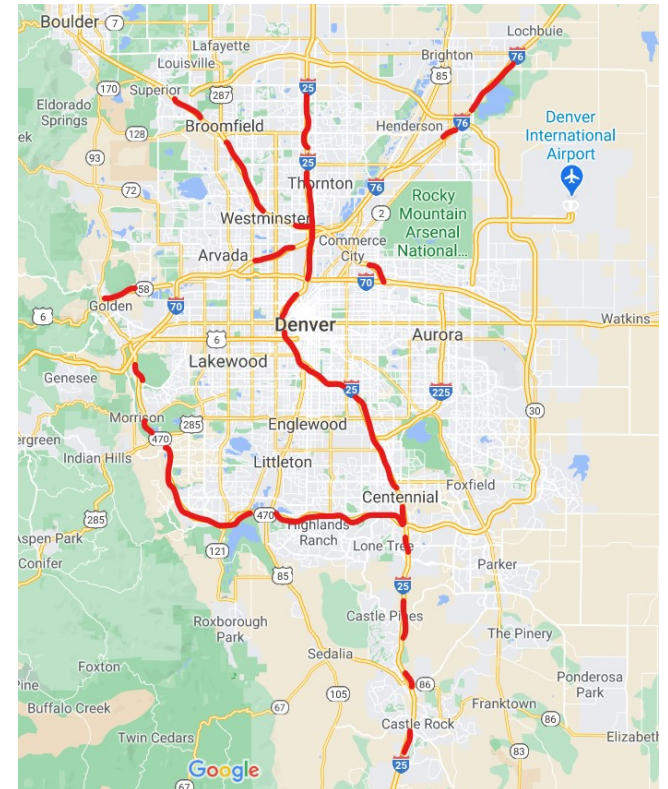 Boulder
7
Lochbuie
Lafayette
Louisville
Brighton
85
76
170
Superior
287
25
Eldorado
Springs
Broomfield
Henderson
76
Denver
International
Airport
128
93
25
72
Thornton
76
Rocky
Mountain
Arsenal
National...
2
Westminster
Arvada
Commerce
City
58
70
Golden
70
6
Denver
Watkins
6
Aurora
Lakewood
Genesee
25
225
30
Morrison
285
Englewood
ergreen
470
Indian Hills
Littleton
Foxfield
Centennial
285
470
Highlands
Ranch
Aspen Park
121
Lone Tree
Conifer
85
Parker
25
Roxborough
Park
Castle Pines
The Pinery
Sedalia
Foxton
Ponderosa
Park
Pine
86
105
Buffalo Creek
67
Franktown
86
Castle Rock
Twin Cedars
83
Elizabeth
Google
25
67